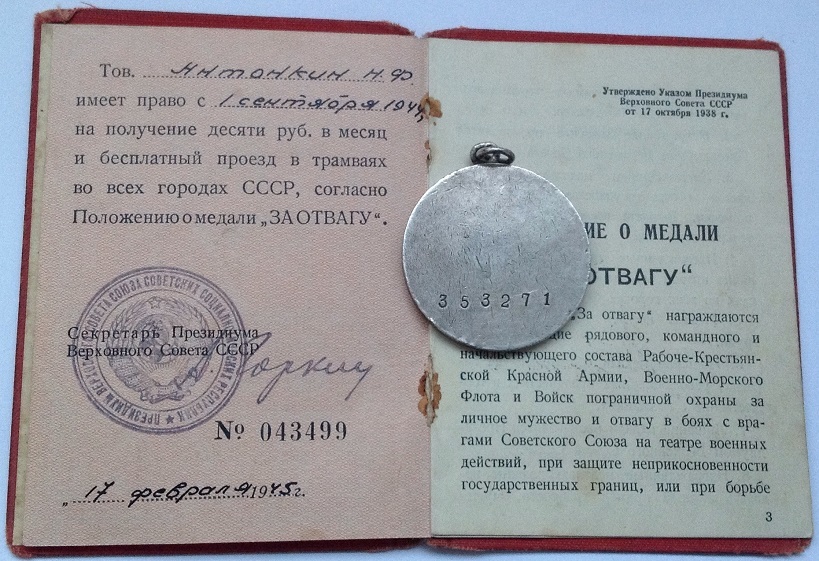 Тов. Антонкин Н.Ф.
имеет право с 1 сентября 1944,
на получение десяти руб. в месяц
и бесплатный проезд в трамваях
во всех городах СССР, согласно
Положению о медали „ЗА ОТВАГУ“.
Секретарь Президиума
Верховного Совета СССР
Горкин
№ 043499
„17 февраля 1945 г.
Утверждено Указом Президиума
Верховного Совета СССР
от 17 октября 1938 г.
353271
ИЕ О МЕДАЛИ
ОТВАГУ“
„За отвагу“ награждаются
рядового, командного и
начальствующего состава Рабоче-Крестьян-
ской Красной Армии, Военно-Морского
Флота и Войск пограничной охраны за
личное мужество и отвагу в боях с вра-
гами Советского Союза на театре военных
действий, при защите неприкосновенности
государственных границ, или при борьбе
3